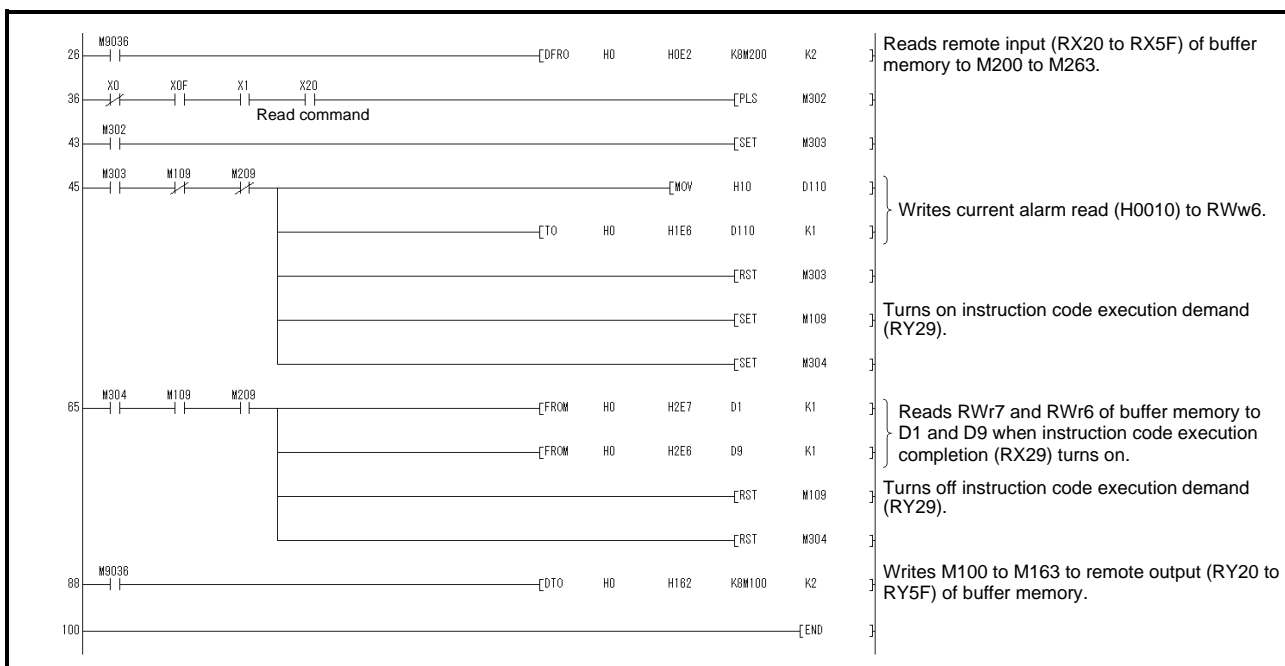 M9036
26 [DFRO H0 H0E2 K8M200 K2 ]
Reads remote input (RX20 to RX5F) of buffer
memory to M200 to M263.
X0 X0F X1 X20
36 [PLS M302 ]
Read command
M302
43 [SET M303 ]
M303 M109 M209
45 [MOV H10 D110 ]
Writes current alarm read (H0010) to RWw6.
[TO H0 H1E6 D110 K1 ]
[RST M303 ]
[SET M109 ]
Turns on instruction code execution demand
(RY29).
[SET M304 ]
M304 M109 M209
65 [FROM H0 H2E7 D1 K1 ]
Reads RWr7 and RWr6 of buffer memory to
D1 and D9 when instruction code execution
completion (RX29) turns on.
[FROM H0 H2E6 D9 K1 ]
[RST M109 ]
Turns off instruction code execution demand
(RY29).
[RST M304 ]
M9036
88 [DTO H0 H162 K8M100 K2 ]
Writes M100 to M163 to remote output (RY20 to
RY5F) of buffer memory.
100 [END ]